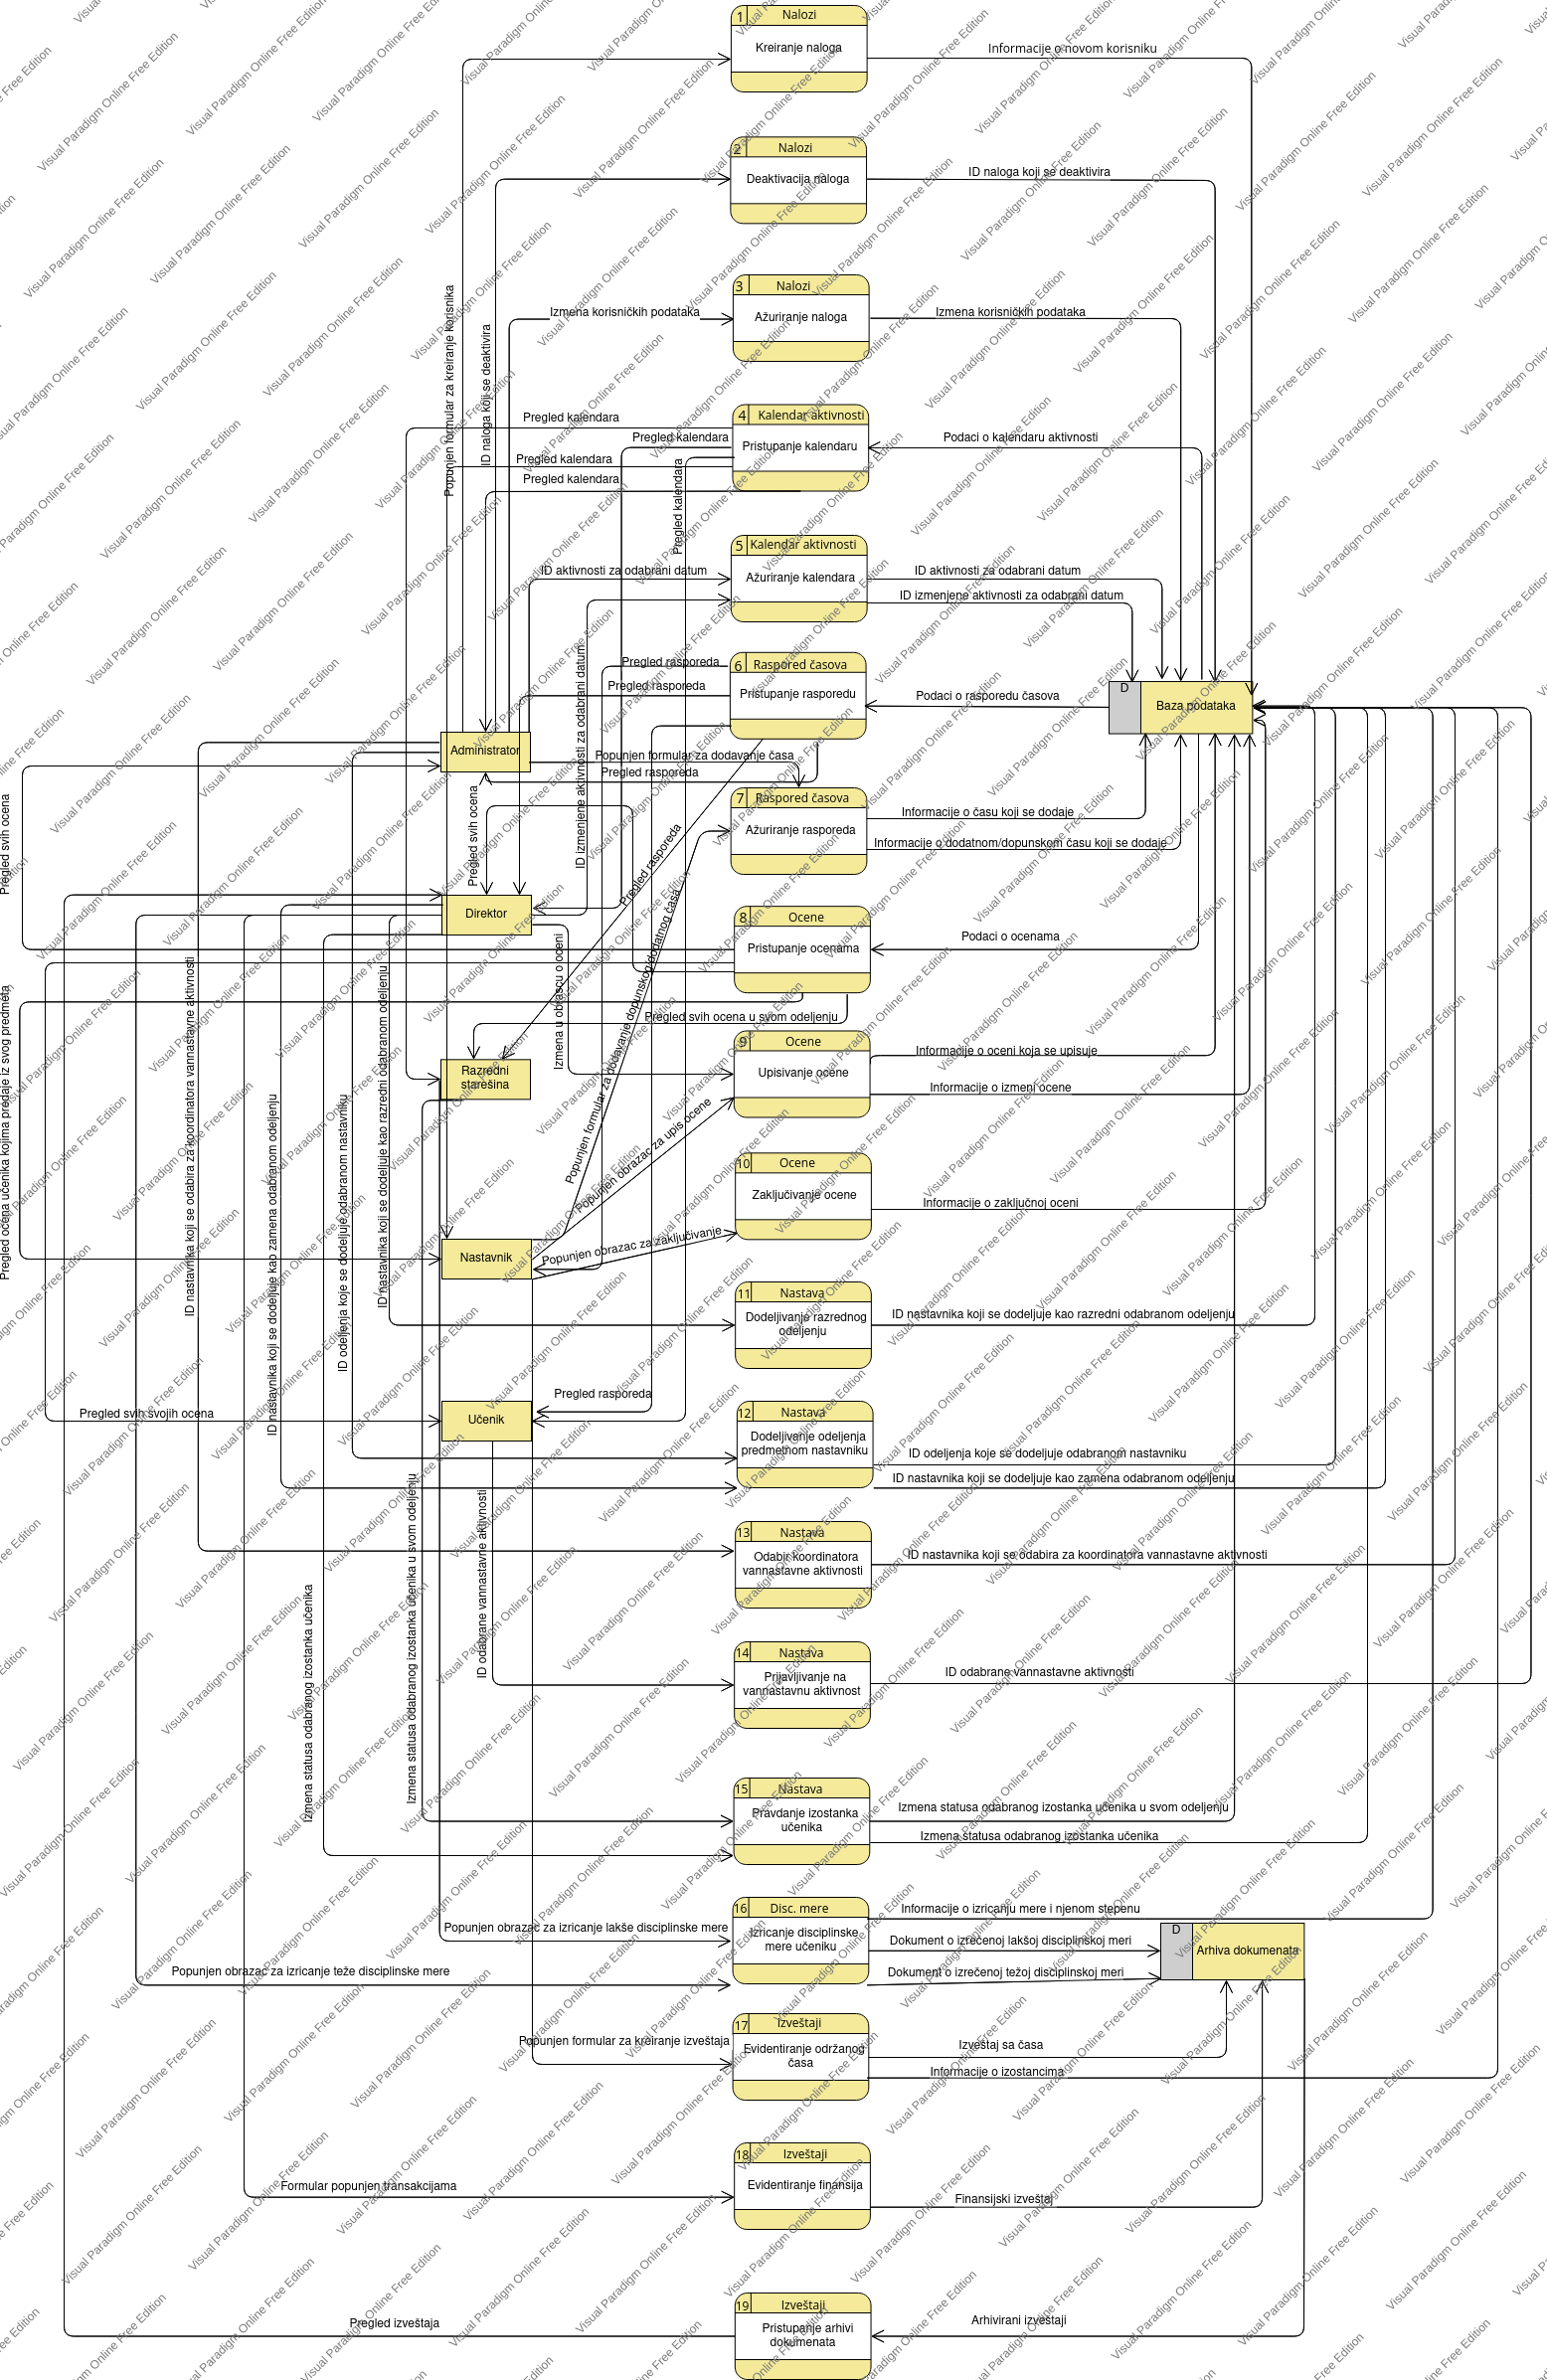 1
Nalozi
Kreiranje naloga
Informacije o novom korisniku
2
Nalozi
Deaktivacija naloga
ID naloga koji se deaktivira
3
Nalozi
Ažuriranje naloga
Izmena korisničkih podataka
Izmena korisničkih podataka
Popunjen formular za kreiranje korisnika
ID naloga koji se deaktivira
4
Kalendar aktivnosti
Pristupanje kalendaru
Pregled kalendara
Pregled kalendara
Pregled kalendara
Pregled kalendara
Pregled kalendara
Podaci o kalendaru aktivnosti
5
Kalendar aktivnosti
Ažuriranje kalendara
ID aktivnosti za odabrani datum
ID aktivnosti za odabrani datum
ID izmenjene aktivnosti za odabrani datum
ID izmenjene aktivnosti za odabrani datum
6
Raspored časova
Pristupanje rasporedu
Pregled rasporeda
Pregled rasporeda
Podaci o rasporedu časova
D
Baza podataka
Administrator
Popunjen formular za dodavanje časa
Pregled rasporeda
7
Raspored časova
Ažuriranje rasporeda
Informacije o času koji se dodaje
Informacije o dodatnom/dopunskom času koji se dodaje
Pregled svih ocena
Pregled svih ocena
Pregled rasporeda
Popunjen formular za dodavanje dopunskog/dodatnog časa
Direktor
8
Ocene
Pristupanje ocenama
Podaci o ocenama
Izmena u obrascu o oceni
Pregled svih ocena u svom odeljenju
Pregled ocena učenika kojima predaje iz svog predmeta
ID nastavnika koji se odabira za koordinatora vannastavne aktivnosti
ID nastavnika koji se dodeljuje kao zamena odabranom odeljenju
ID odeljenja koje se dodeljuje odabranom nastavniku
ID nastavnika koji se dodeljuje kao razredni odabranom odeljenju
Razredni
starešina
9
Ocene
Upisivanje ocene
Informacije o oceni koja se upisuje
Informacije o izmeni ocene
Popunjen obrazac za upis ocene
10
Ocene
Zaključivanje ocene
Informacije o zaključnoj oceni
Popunjen obrazac za zaključivanje
Nastavnik
11
Nastava
Dodeljivanje razrednog
odeljenju
ID nastavnika koji se dodeljuje kao razredni odabranom odeljenju
Pregled rasporeda
Učenik
Pregled svih svojih ocena
12
Nastava
Dodeljivanje odeljenja
predmetnom nastavniku
ID odeljenja koje se dodeljuje odabranom nastavniku
ID nastavnika koji se dodeljuje kao zamena odabranom odeljenju
13
Nastava
Odabir koordinatora
vannastavne aktivnosti
ID nastavnika koji se odabira za koordinatora vannastavne aktivnosti
Izmena statusa odabranog izostanka učenika
Izmena statusa odabranog izostanka učenika u svom odeljenju
ID odabrane vannastavne aktivnosti
14
Nastava
Prijavljivanje na
vannastavnu aktivnost
ID odabrane vannastavne aktivnosti
15
Nastava
Pravdanje izostanka
učenika
Izmena statusa odabranog izostanka učenika u svom odeljenju
Izmena statusa odabranog izostanka učenika
16
Disc. mere
Izricanje disciplinske
mere učeniku
Informacije o izricanju mere i njenom stepenu
Popunjen obrazac za izricanje lakše disciplinske mere
Dokument o izrečenoj lakšoj disciplinskoj meri
Popunjen obrazac za izricanje teže disciplinske mere
Dokument o izrečenoj težoj disciplinskoj meri
D
Arhiva dokumenata
17
Izveštaji
Evidentiranje održanog
časa
Popunjen formular za kreiranje izveštaja
Izveštaj sa časa
Informacije o izostancima
18
Izveštaji
Evidentiranje finansija
Formular popunjen transakcijama
Finansijski izveštaj
19
Izveštaji
Pristupanje arhivi
dokumenata
Pregled izveštaja
Arhivirani izveštaji
Visual Paradigm Online Free Edition